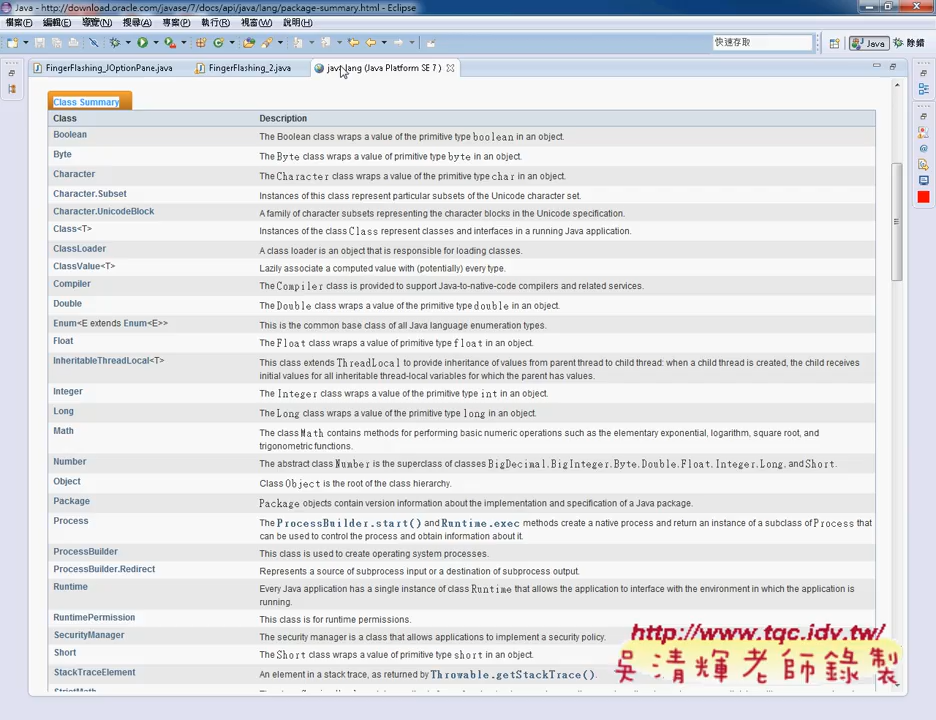 Java - http://download.oracle.com/javase/7/docs/api/java/lang/package-summary.html - Eclipse
檔案(F) 編輯(E) 導覽(N) 搜尋(A) 專案(P) 執行(R) 視窗(W) 說明(H)
快速存取
Java
除錯
FingerFlashing_JOptionPane.java
FingerFlashing_2.java
java.lang (Java Platform SE 7 )
Class Summary
Class Description
Boolean The Boolean class wraps a value of the primitive type boolean in an object.
Byte The Byte class wraps a value of primitive type byte in an object.
Character The Character class wraps a value of the primitive type char in an object.
Character.Subset Instances of this class represent particular subsets of the Unicode character set.
Character.UnicodeBlock A family of character subsets representing the character blocks in the Unicode specification.
Class<T> Instances of the class Class represent classes and interfaces in a running Java application.
ClassLoader A class loader is an object that is responsible for loading classes.
ClassValue<T> Lazily associate a computed value with (potentially) every type.
Compiler The Compiler class is provided to support Java-to-native-code compilers and related services.
Double The Double class wraps a value of the primitive type double in an object.
Enum<E extends Enum<E>> This is the common base class of all Java language enumeration types.
Float The Float class wraps a value of primitive type float in an object.
InheritableThreadLocal<T> This class extends ThreadLocal to provide inheritance of values from parent thread to child thread: when a child thread is created, the child receives
initial values for all inheritable thread-local variables for which the parent has values.
Integer The Integer class wraps a value of the primitive type int in an object.
Long The Long class wraps a value of the primitive type long in an object.
Math The class Math contains methods for performing basic numeric operations such as the elementary exponential, logarithm, square root, and
trigonometric functions.
Number The abstract class Number is the superclass of classes BigDecimal, BigInteger, Byte, Double, Float, Integer, Long, and Short.
Object Class Object is the root of the class hierarchy.
Package Package objects contain version information about the implementation and specification of a Java package.
Process The ProcessBuilder.start() and Runtime.exec methods create a native process and return an instance of a subclass of Process that
can be used to control the process and obtain information about it.
ProcessBuilder This class is used to create operating system processes.
ProcessBuilder.Redirect Represents a source of subprocess input or a destination of subprocess output.
Runtime Every Java application has a single instance of class Runtime that allows the application to interface with the environment in which the application is
running.
RuntimePermission This class is for runtime permissions.
SecurityManager The security manager is a class that allows applications to implement a security policy.
Short The Short class wraps a value of primitive type short in an object.
StackTraceElement An element in a stack trace, as returned by Throwable.getStackTrace().
http://www.tqc.idv.tw/
吳清輝老師錄製